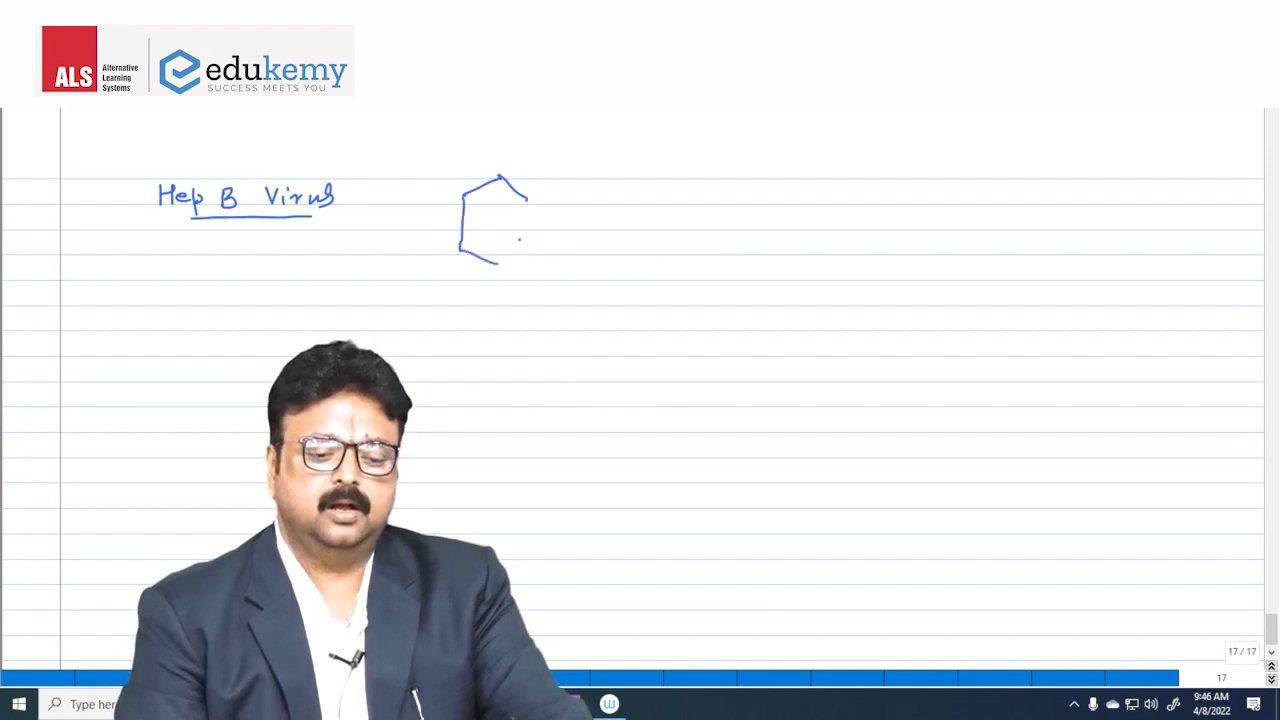 ALS
Alternative
Learning
Systems
edukemy
SUCCESS MEETS YOU
Hep B Virus
17 / 17
17
Type her
9:46 AM
4/8/2022